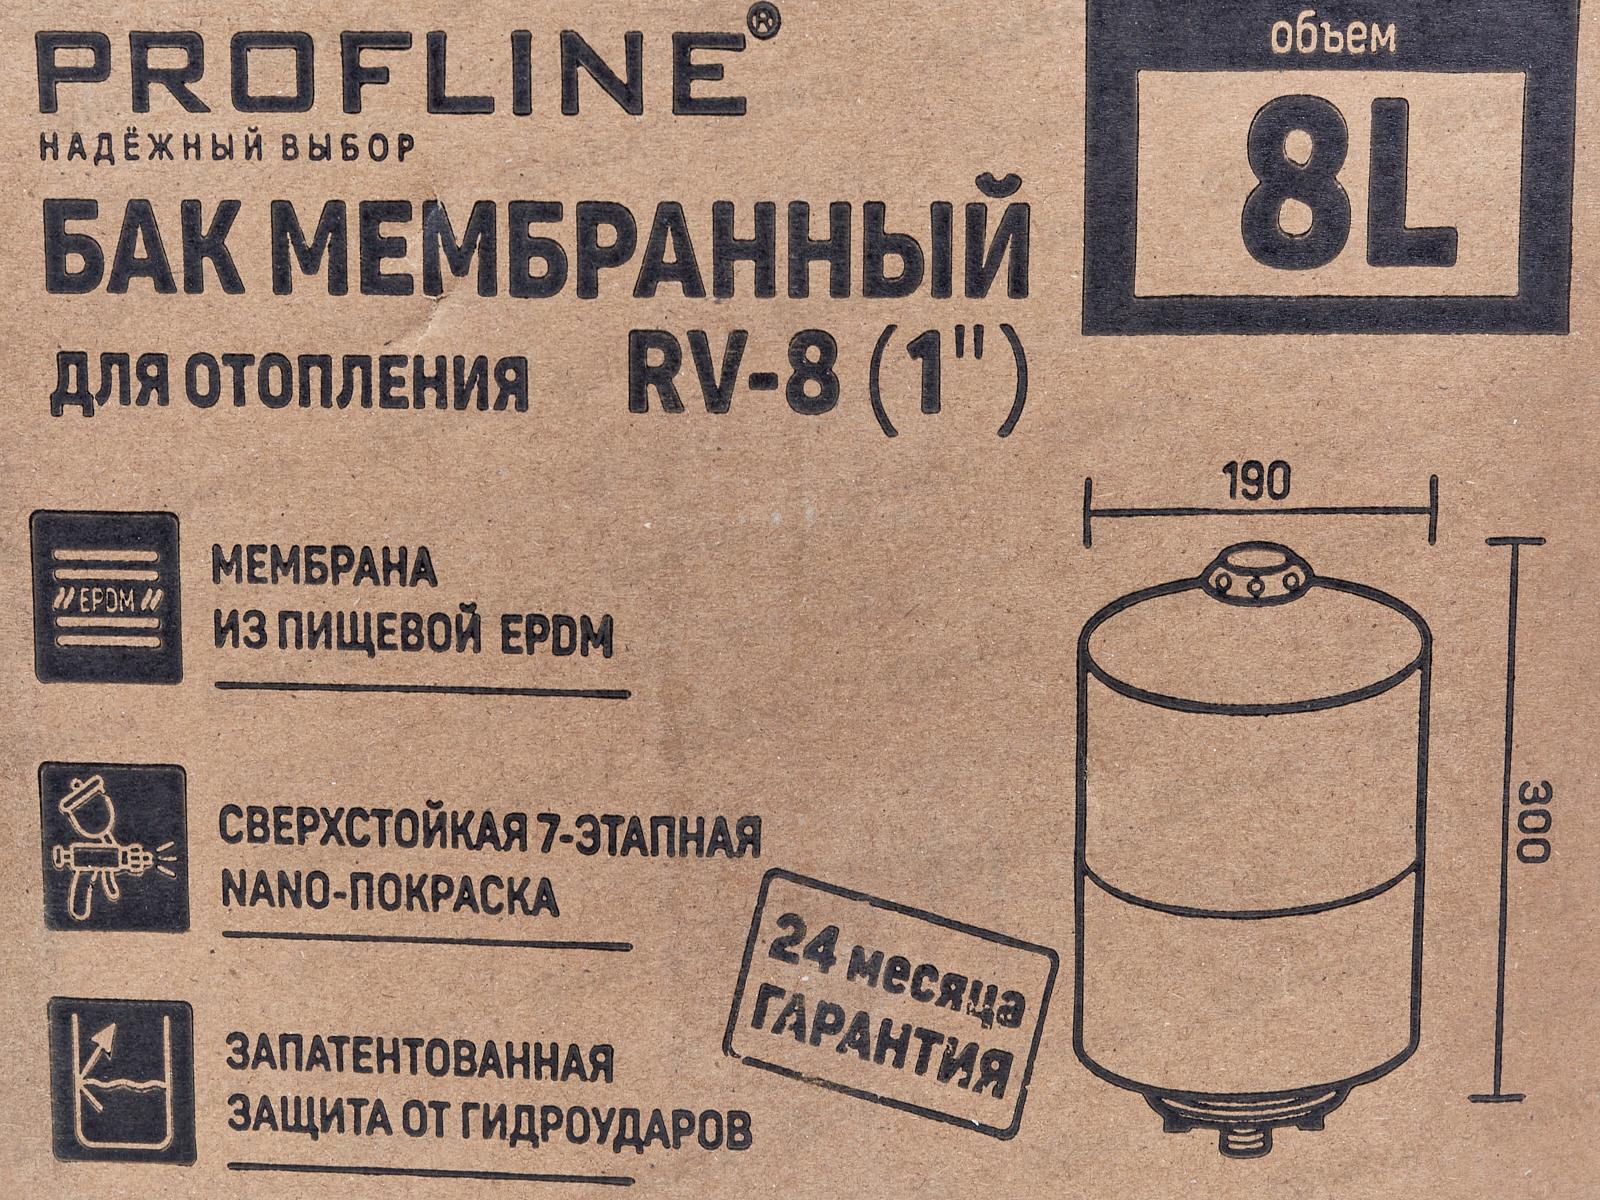 PROFLINE®
НАДЁЖНЫЙ ВЫБОР
БАК МЕМБРАННЫЙ
ДЛЯ ОТОПЛЕНИЯ RV-8 (1")
объем
8L
EPDM
МЕМБРАНА
ИЗ ПИЩЕВОЙ EPDM
СВЕРХСТОЙКАЯ 7-ЭТАПНАЯ
NANO-ПОКРАСКА
ЗАПАТЕНТОВАННАЯ
ЗАЩИТА ОТ ГИДРОУДАРОВ
24 месяца
ГАРАНТИЯ
190
300